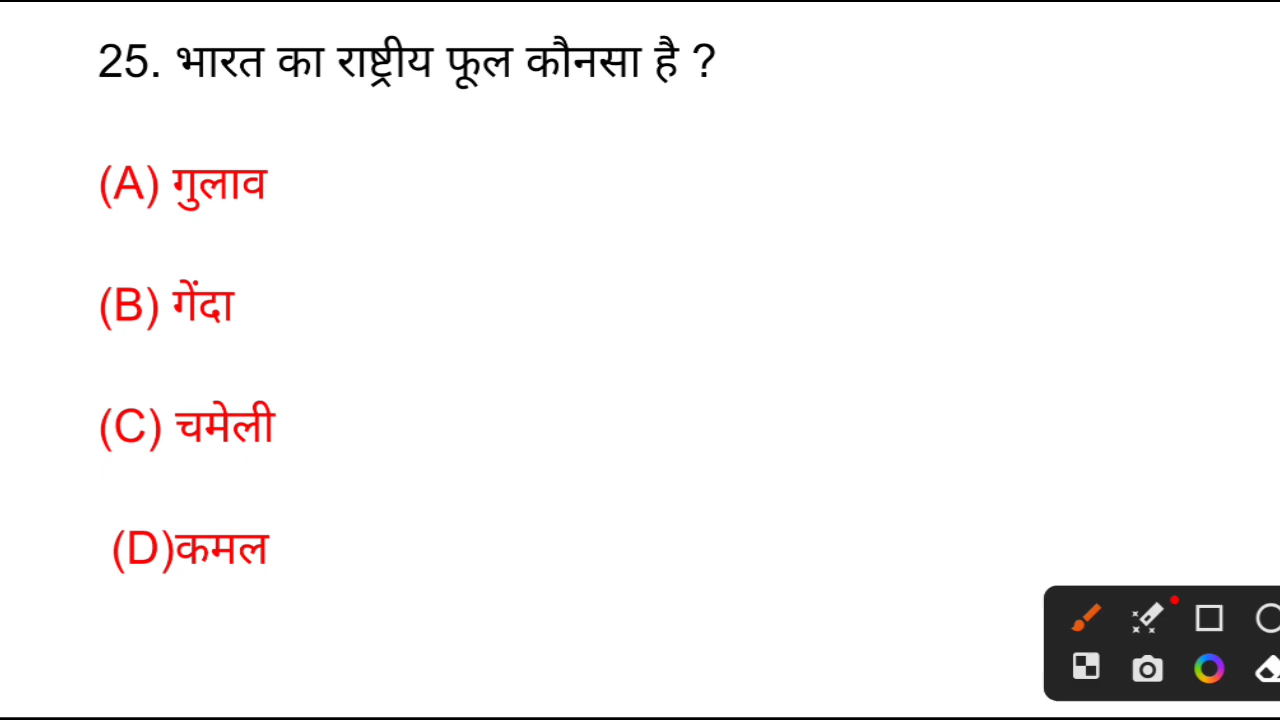 25. भारत का राष्ट्रीय फूल कौनसा है ?
(A) गुलाव
(B) गेंदा
(C) चमेली
(D)कमल